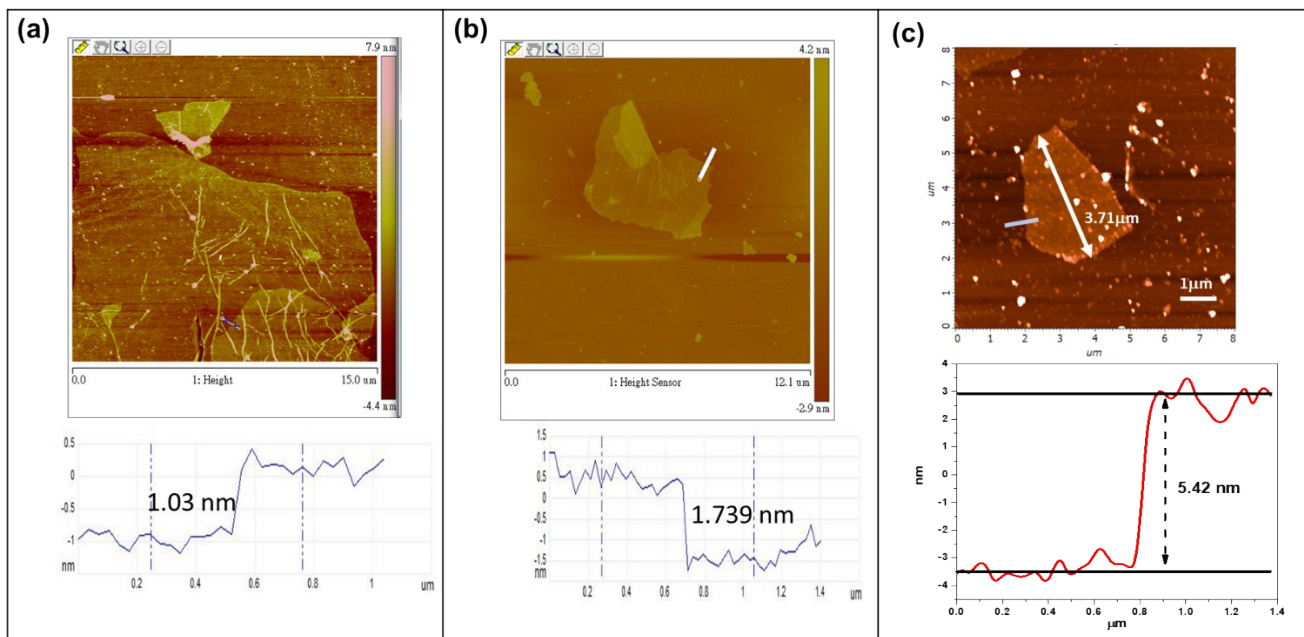 (a)
7.9 nm
0.0
1: Height
15.0 um
-4.4 nm
0.5
0
-0.5
-1
nm
1.03 nm
0.2
0.4
0.6
0.8
1
um
(b)
4.2 nm
0.0
1: Height Sensor
12.1 um
-2.9 nm
1.5
1
0.5
0
-0.5
-1
-1.5
nm
1.739 nm
0.2
0.4
0.6
0.8
1.0
1.2
1.4
um
(c)
8
7
6
5
4
3
2
1
0
um
3.71μm
1μm
0 1 2 3 4 5 6 7 8
um
4
3
2
1
0
-1
-2
-3
-4
nm
5.42 nm
0.0 0.2 0.4 0.6 0.8 1.0 1.2 1.4
μm